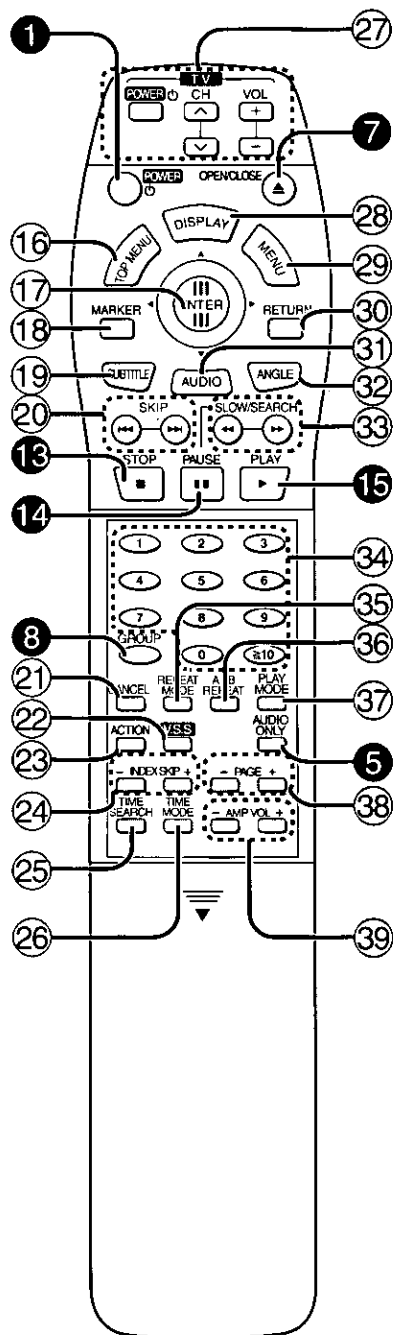 27
1 TV
POWER CH VOL
+
−
7
POWER OPEN/CLOSE
28
DISPLAY
16 TOP MENU MENU 29
17 ENTER
18 MARKER RETURN 30
31
19 SUBTITLE AUDIO ANGLE 32
20 SKIP SLOW/SEARCH 33
13 STOP PAUSE PLAY 15
14
1 2 3 34
4 5 6
7 8 9 35
8 GROUP 0 ≧10 36
21 CANCEL REPEAT MODE A-B REPEAT PLAY MODE 37
22 V.S.S AUDIO ONLY 5
23 ACTION
24 − INDEX SKIP + − PAGE + 38
25 TIME SEARCH TIME MODE − AMP VOL +
26 39